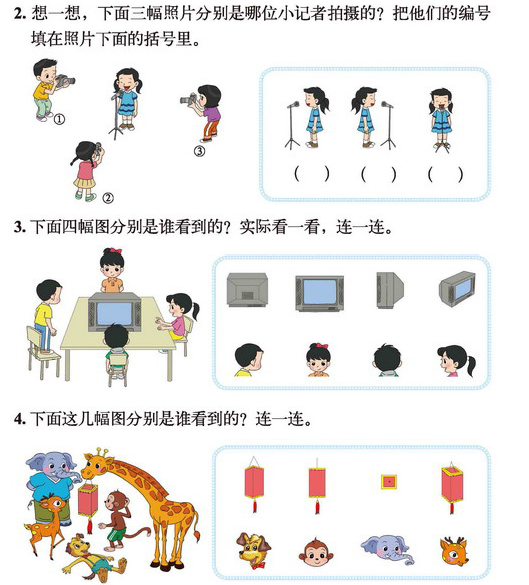 2. 想一想，下面三幅照片分别是哪位小记者拍摄的？把他们的编号
填在照片下面的括号里。
①
③
②
(  ) (  ) (  )
3. 下面四幅图分别是谁看到的？实际看一看，连一连。
4. 下面这几幅图分别是谁看到的？连一连。